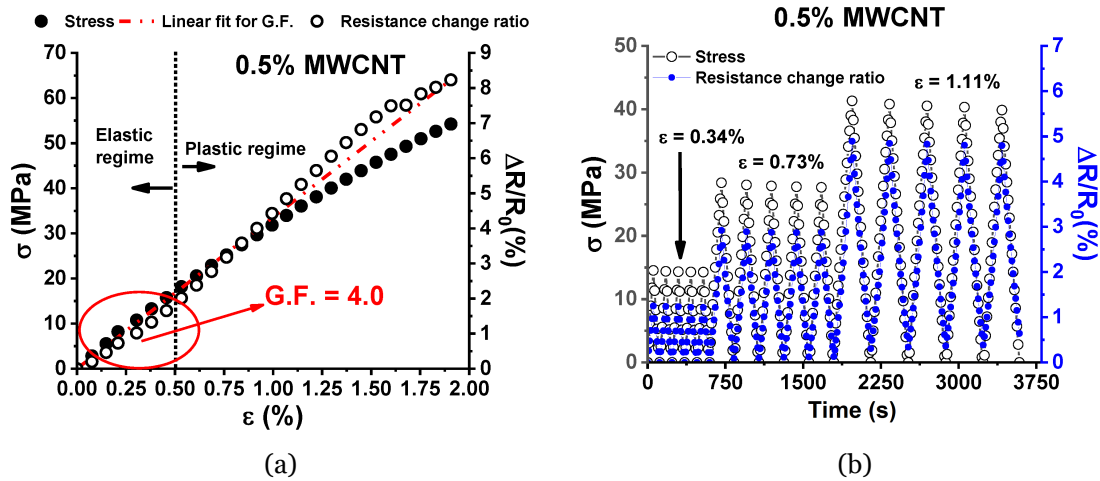 Stress Linear fit for G.F. Resistance change ratio
0.5% MWCNT
Elastic regime
Plastic regime
G.F. = 4.0
σ (MPa)
70
60
50
40
30
20
10
0
ΔR/R0(%)
9
8
7
6
5
4
3
2
1
0
0.00 0.25 0.50 0.75 1.00 1.25 1.50 1.75 2.00
ε (%)
(a)
0.5% MWCNT
Stress
Resistance change ratio
ε = 0.34%
ε = 0.73%
ε = 1.11%
σ (MPa)
50
40
30
20
10
0
ΔR/R0(%)
7
6
5
4
3
2
1
0
0 750 1500 2250 3000 3750
Time (s)
(b)